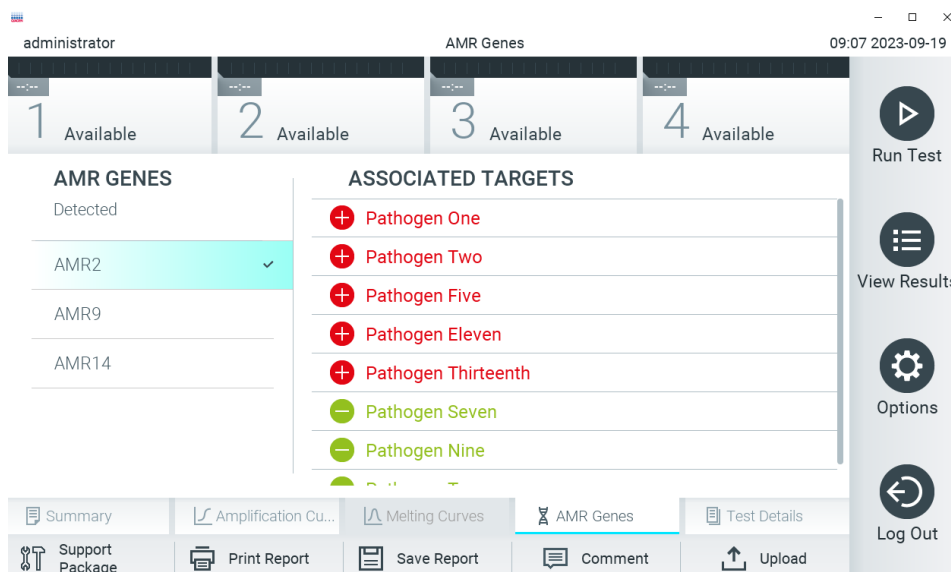 administrator
AMR Genes
09:07 2023-09-19
--:--
--:--
--:--
--:--
1 Available
2 Available
3 Available
4 Available
Run Test
AMR GENES
Detected
AMR2
AMR9
AMR14
ASSOCIATED TARGETS
Pathogen One
Pathogen Two
Pathogen Five
Pathogen Eleven
Pathogen Thirteenth
Pathogen Seven
Pathogen Nine
View Results
Options
Log Out
Summary
Amplification Cu...
Melting Curves
AMR Genes
Test Details
Support
Package
Print Report
Save Report
Comment
Upload